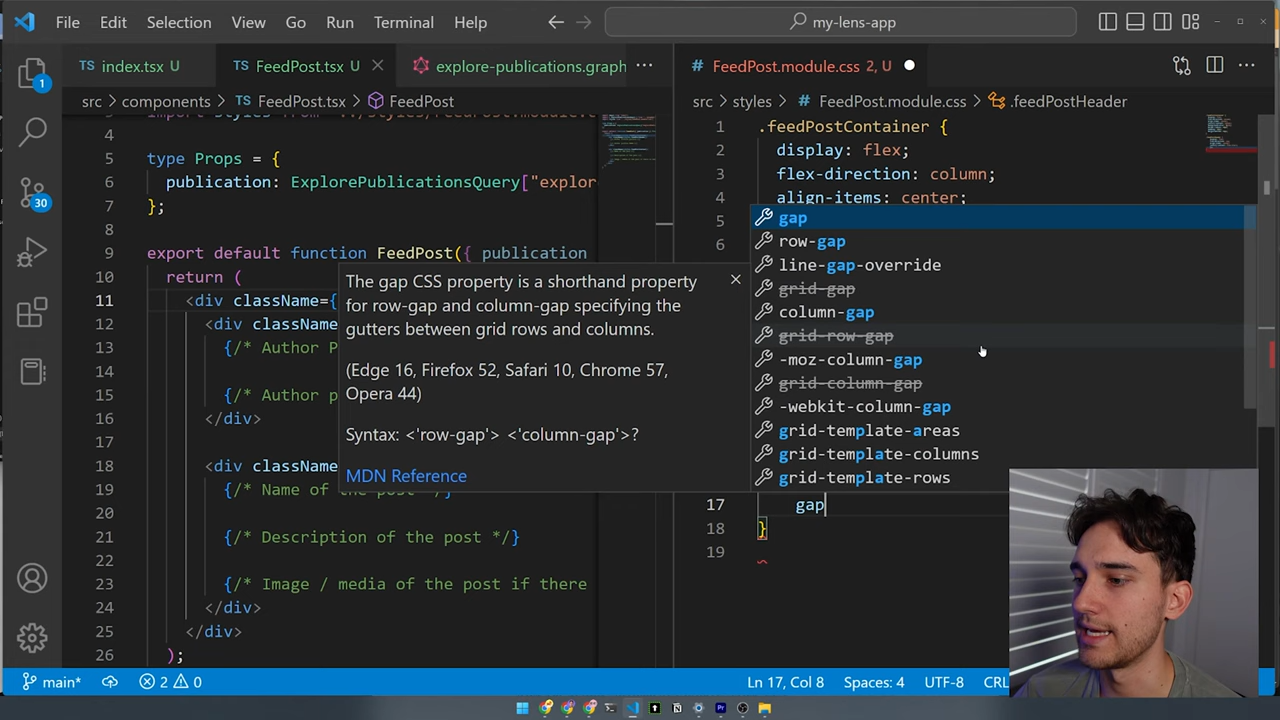 File Edit Selection View Go Run Terminal Help
my-lens-app
TS index.tsx U
TS FeedPost.tsx U
explore-publications.graph
# FeedPost.module.css 2, U
src > components > TS FeedPost.tsx > FeedPost
src > styles > # FeedPost.module.css > .feedPostHeader
1
30
4
5 type Props = {
6 publication: ExplorePublicationsQuery["explor
7 };
8
9 export default function FeedPost({ publication
10 return (
11 <div className={
12 <div className
13 {/* Author P
14
15 {/* Author p
16 </div>
17
18 <div className
19 {/* Name of the post */}
20
21 {/* Description of the post */}
22
23 {/* Image / media of the post if there
24 </div>
25 </div>
26 );
The gap CSS property is a shorthand property
for row-gap and column-gap specifying the
gutters between grid rows and columns.
(Edge 16, Firefox 52, Safari 10, Chrome 57,
Opera 44)
Syntax: <'row-gap'> <'column-gap'>?
MDN Reference
1 .feedPostContainer {
2 display: flex;
3 flex-direction: column;
4 align-items: center;
5
6
gap
row-gap
line-gap-override
grid-gap
column-gap
grid-row-gap
-moz-column-gap
grid-column-gap
-webkit-column-gap
grid-template-areas
grid-template-columns
grid-template-rows
17 gap
18 }
19
main* 2 0
Ln 17, Col 8 Spaces: 4 UTF-8 CRL